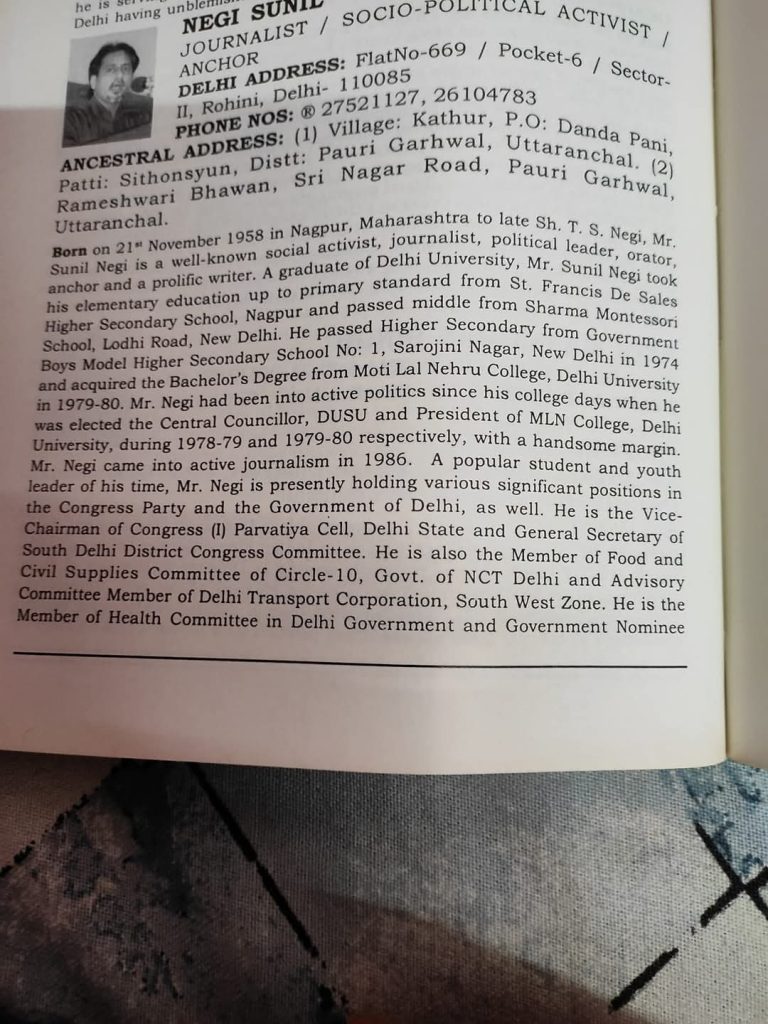 he is
Delhi having
NEGI SUNIL
JOURNALIST / SOCIO-POLITICAL ACTIVIST /
ANCHOR
DELHI ADDRESS: FlatNo-669 / Pocket-6 / Sector-
II, Rohini, Delhi- 110085
PHONE NOS: ® 27521127, 26104783
ANCESTRAL ADDRESS: (1) Village: Kathur, P.O: Danda Pani,
Patti: Sithonsyun, Distt: Pauri Garhwal, Uttaranchal. (2)
Rameshwari Bhawan, Sri Nagar Road, Pauri Garhwal,
Uttaranchal.
Born on 21st November 1958 in Nagpur, Maharashtra to late Sh. T. S. Negi, Mr.
Sunil Negi is a well-known social activist, journalist, political leader, orator,
anchor and a prolific writer. A graduate of Delhi University, Mr. Sunil Negi took
his elementary education up to primary standard from St. Francis De Sales
Higher Secondary School, Nagpur and passed middle from Sharma Montessori
School, Lodhi Road, New Delhi. He passed Higher Secondary from Government
Boys Model Higher Secondary School No: 1, Sarojini Nagar, New Delhi in 1974
and acquired the Bachelor's Degree from Moti Lal Nehru College, Delhi University
in 1979-80. Mr. Negi had been into active politics since his college days when he
was elected the Central Councillor, DUSU and President of MLN College, Delhi
University, during 1978-79 and 1979-80 respectively, with a handsome margin.
Mr. Negi came into active journalism in 1986. A popular student and youth
leader of his time, Mr. Negi is presently holding various significant positions in
the Congress Party and the Government of Delhi, as well. He is the Vice-
Chairman of Congress (I) Parvatiya Cell, Delhi State and General Secretary of
South Delhi District Congress Committee. He is also the Member of Food and
Civil Supplies Committee of Circle-10, Govt. of NCT Delhi and Advisory
Committee Member of Delhi Transport Corporation, South West Zone. He is the
Member of Health Committee in Delhi Government and Government Nominee